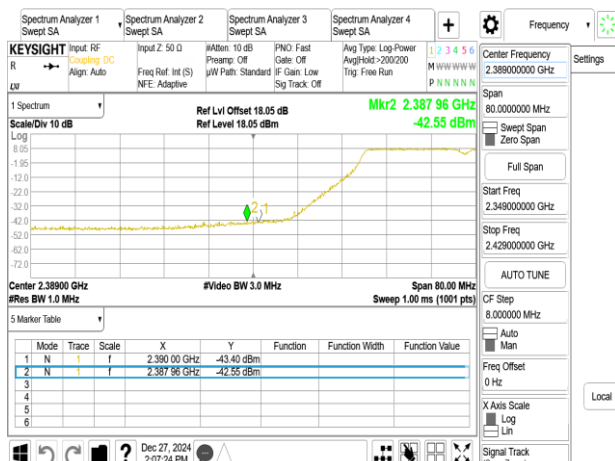 Spectrum Analyzer 1
Swept SA
Spectrum Analyzer 2
Swept SA
Spectrum Analyzer 3
Swept SA
Spectrum Analyzer 4
Swept SA
+
Frequency
KEYSIGHT
R
LXI
Input: RF
Coupling: DC
Align: Auto
Input Z: 50 Ω
Freq Ref: Int (S)
NFE: Adaptive
#Atten: 10 dB
Preamp: Off
µW Path: Standard
PNO: Fast
Gate: Off
IF Gain: Low
Sig Track: Off
Avg Type: Log-Power
Avg|Hold:>200/200
Trig: Free Run
1 2 3 4 5 6
M W W W W W
P N N N N N
1 Spectrum
Scale/Div 10 dB
Ref Lvl Offset 18.05 dB
Ref Level 18.05 dBm
Mkr2 2.387 96 GHz
-42.55 dBm
Log
8.05
-1.95
-12.0
-22.0
-32.0
-42.0
-52.0
-62.0
-72.0
2 1
Center 2.38900 GHz
#Res BW 1.0 MHz
#Video BW 3.0 MHz
Span 80.00 MHz
Sweep 1.00 ms (1001 pts)
5 Marker Table
Mode Trace Scale X Y Function Function Width Function Value
1 N 1 f 2.390 00 GHz -43.40 dBm
2 N 1 f 2.387 96 GHz -42.55 dBm
3
4
5
6
?
Dec 27, 2024
2:07:24 PM
Center Frequency
2.389000000 GHz
Settings
Span
80.0000000 MHz
Swept Span
Zero Span
Full Span
Start Freq
2.349000000 GHz
Stop Freq
2.429000000 GHz
AUTO TUNE
CF Step
8.000000 MHz
Auto
Man
Freq Offset
0 Hz
Local
X Axis Scale
Log
Lin
Signal Track